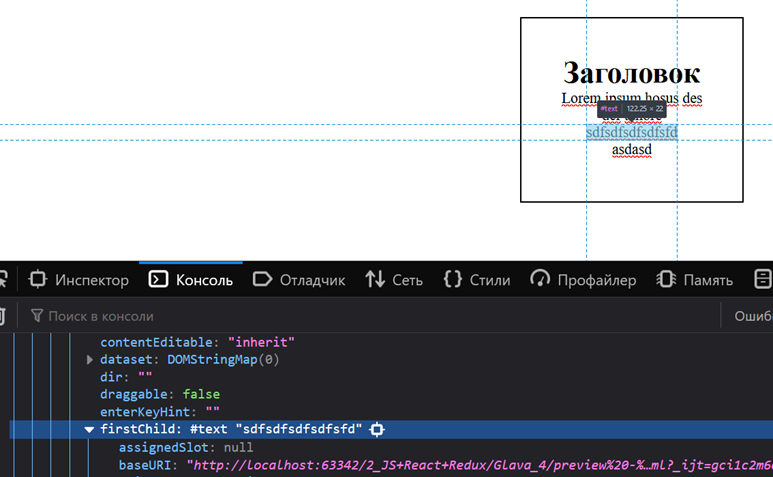 Заголовок
Lorem ipsum hosus des
#text 122.25 × 22
sdfsdfsdfsdfsfd
asdasd
Инспектор
Консоль
Отладчик
Сеть
Стили
Профайлер
Память
Поиск в консоли
contentEditable: "inherit"
dataset: DOMStringMap(0)
dir: ""
draggable: false
enterKeyHint: ""
firstChild: #text "sdfsdfsdfsdfsfd"
assignedSlot: null
baseURI: "http://localhost:63342/2_JS+React+Redux/Glava_4/preview%20-%…ml?_ijt=gci1c2m6